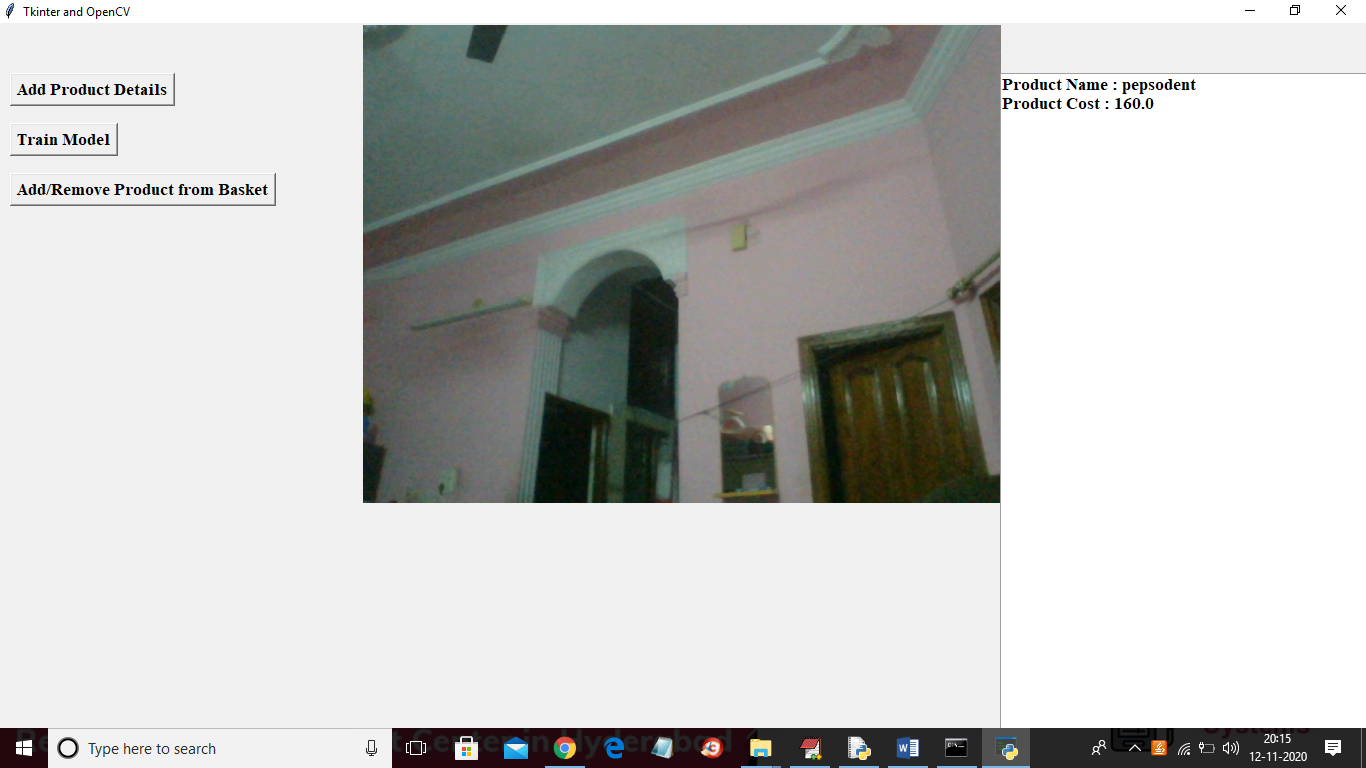 Tkinter and OpenCV
Add Product Details
Train Model
Add/Remove Product from Basket
Product Name : pepsodent
Product Cost : 160.0
Type here to search
20:15
12-11-2020